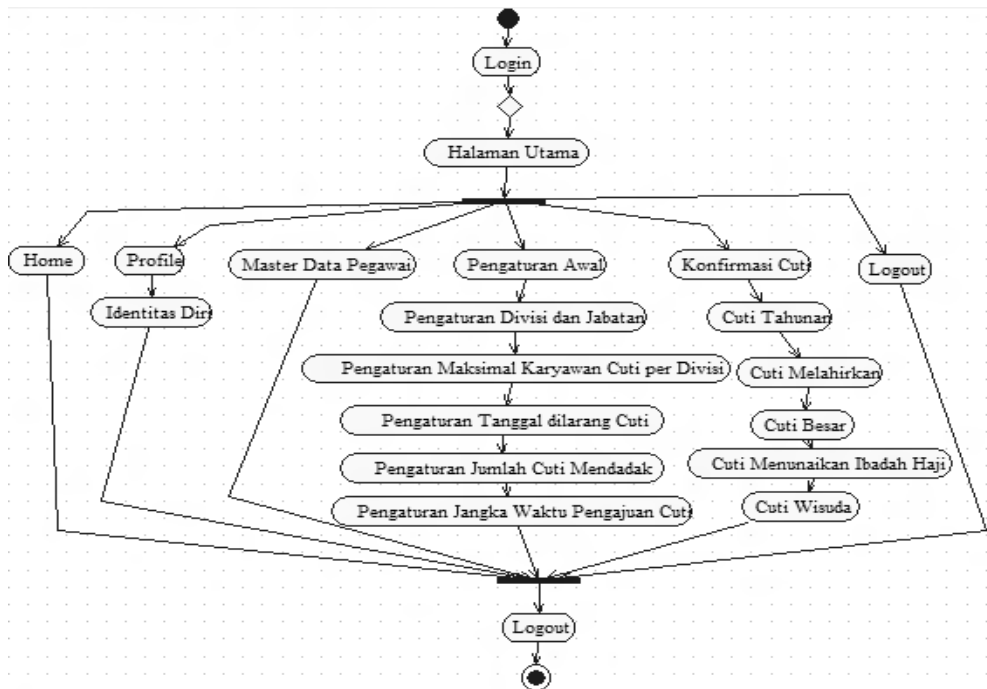 Login
Halaman Utama
Home
Profile
Master Data Pegawai
Pengaturan Awal
Konfirmasi Cuti
Logout
Identitas Diri
Pengaturan Divisi dan Jabatan
Cuti Tahunan
Pengaturan Maksimal Karyawan Cuti per Divisi
Cuti Melahirkan
Pengaturan Tanggal dilarang Cuti
Cuti Besar
Pengaturan Jumlah Cuti Mendadak
Cuti Menunaikan Ibadah Haji
Pengaturan Jangka Waktu Pengajuan Cuti
Cuti Wisuda
Logout